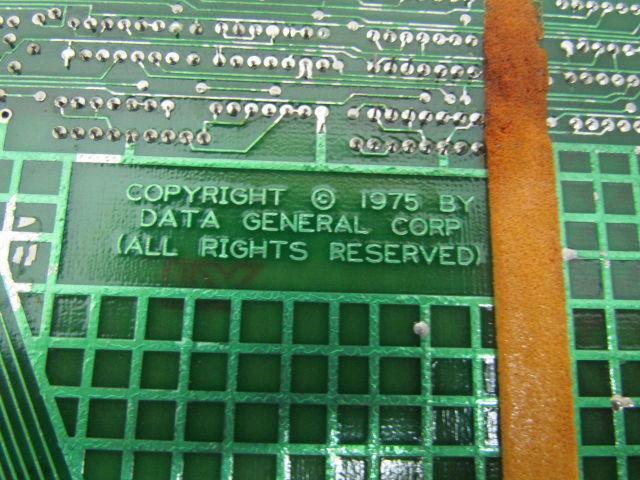 COPYRIGHT © 1975 BY
DATA GENERAL CORP
(ALL RIGHTS RESERVED)